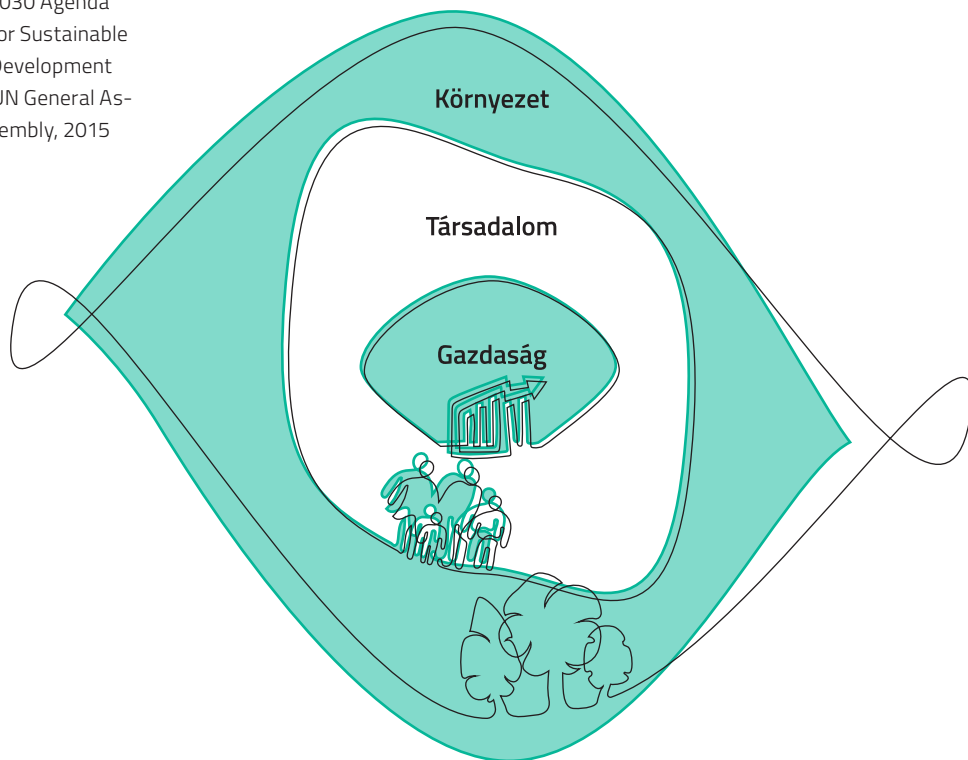 030 Agenda
or Sustainable
Development
UN General As-
embly, 2015
Környezet
Társadalom
Gazdaság